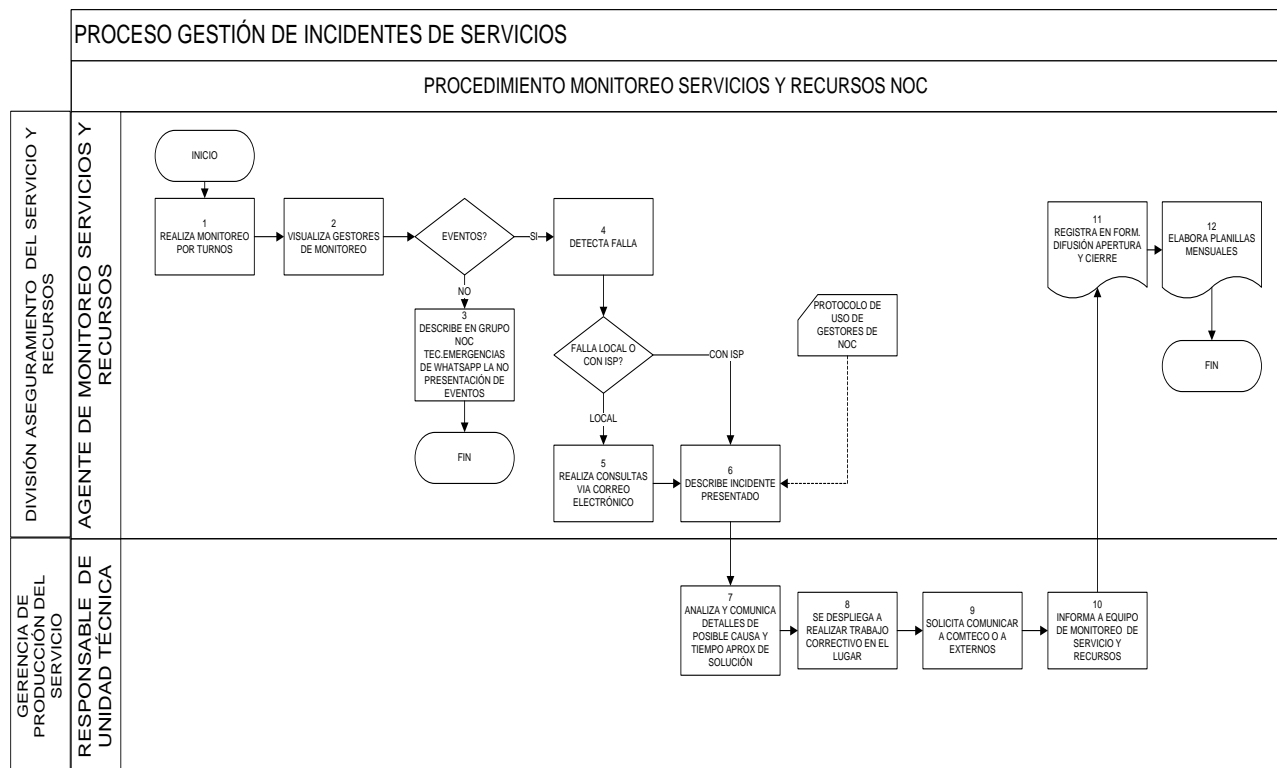 PROCESO GESTIÓN DE INCIDENTES DE SERVICIOS
PROCEDIMIENTO MONITOREO SERVICIOS Y RECURSOS NOC
DIVISIÓN ASEGURAMIENTO DEL SERVICIO Y
RECURSOS
AGENTE DE MONITOREO SERVICIOS Y
RECURSOS
INICIO
1
REALIZA MONITOREO
POR TURNOS
2
VISUALIZA GESTORES
DE MONITOREO
EVENTOS?
SI
4
DETECTA FALLA
NO
3
DESCRIBE EN GRUPO
NOC
TEC.EMERGENCIAS
DE WHATSAPP LA NO
PRESENTACIÓN DE
EVENTOS
FIN
FALLA LOCAL O
CON ISP?
CON ISP
LOCAL
5
REALIZA CONSULTAS
VIA CORREO
ELECTRÓNICO
6
DESCRIBE INCIDENTE
PRESENTADO
PROTOCOLO DE
USO DE
GESTORES DE
NOC
11
REGISTRA EN FORM.
DIFUSIÓN APERTURA
Y CIERRE
12
ELABORA PLANILLAS
MENSUALES
FIN
GERENCIA DE
PRODUCCIÓN DEL
SERVICIO
RESPONSABLE DE
UNIDAD TÉCNICA
7
ANALIZA Y COMUNICA
DETALLES DE
POSIBLE CAUSA Y
TIEMPO APROX DE
SOLUCIÓN
8
SE DESPLIEGA A
REALIZAR TRABAJO
CORRECTIVO EN EL
LUGAR
9
SOLICITA COMUNICAR
A COMTECO O A
EXTERNOS
10
INFORMA A EQUIPO
DE MONITOREO DE
SERVICIO Y
RECURSOS